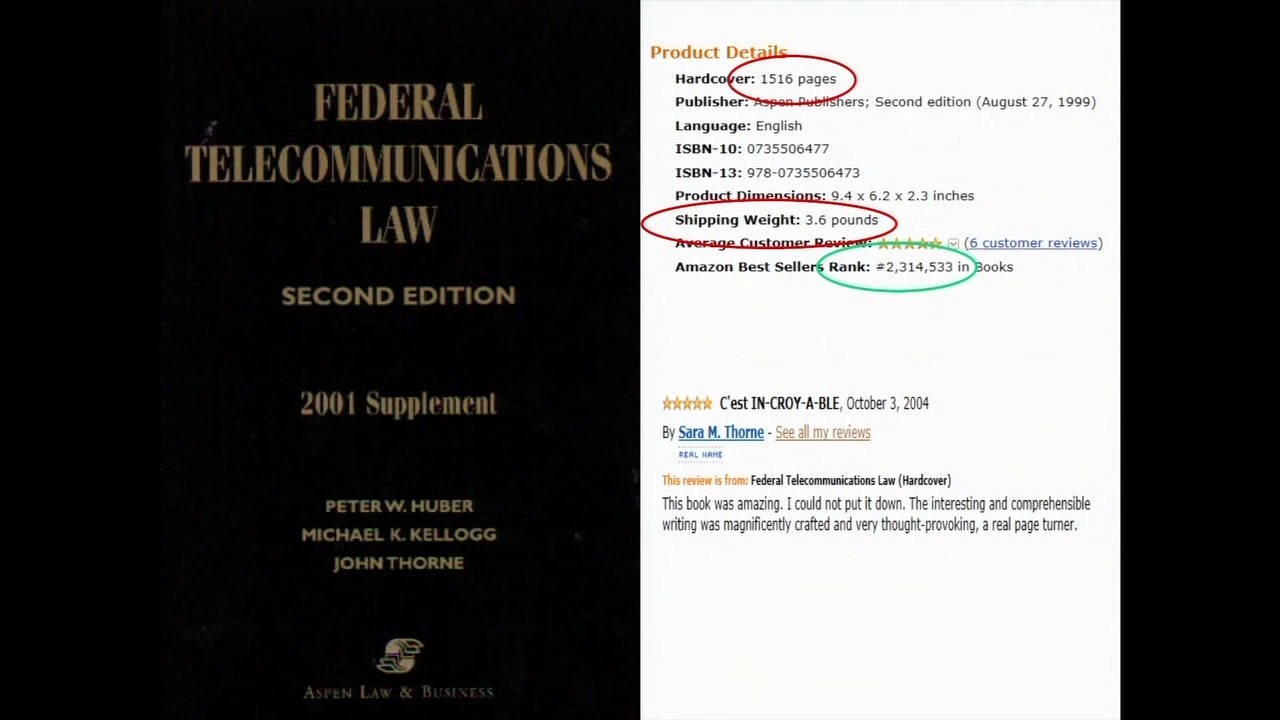 FEDERAL
TELECOMMUNICATIONS
LAW
SECOND EDITION
2001 Supplement
PETER W. HUBER
MICHAEL K. KELLOGG
JOHN THORNE
ASPEN LAW & BUSINESS
Product Details
Hardcover: 1516 pages
Publisher: Aspen Publishers; Second edition (August 27, 1999)
Language: English
ISBN-10: 0735506477
ISBN-13: 978-0735506473
Product Dimensions: 9.4 x 6.2 x 2.3 inches
Shipping Weight: 3.6 pounds
Average Customer Review: (6 customer reviews)
Amazon Best Sellers Rank: #2,314,533 in Books
C'est IN-CROY-A-BLE, October 3, 2004
By Sara M. Thorne - See all my reviews
REAL NAME
This review is from: Federal Telecommunications Law (Hardcover)
This book was amazing. I could not put it down. The interesting and comprehensible
writing was magnificently crafted and very thought-provoking, a real page turner.